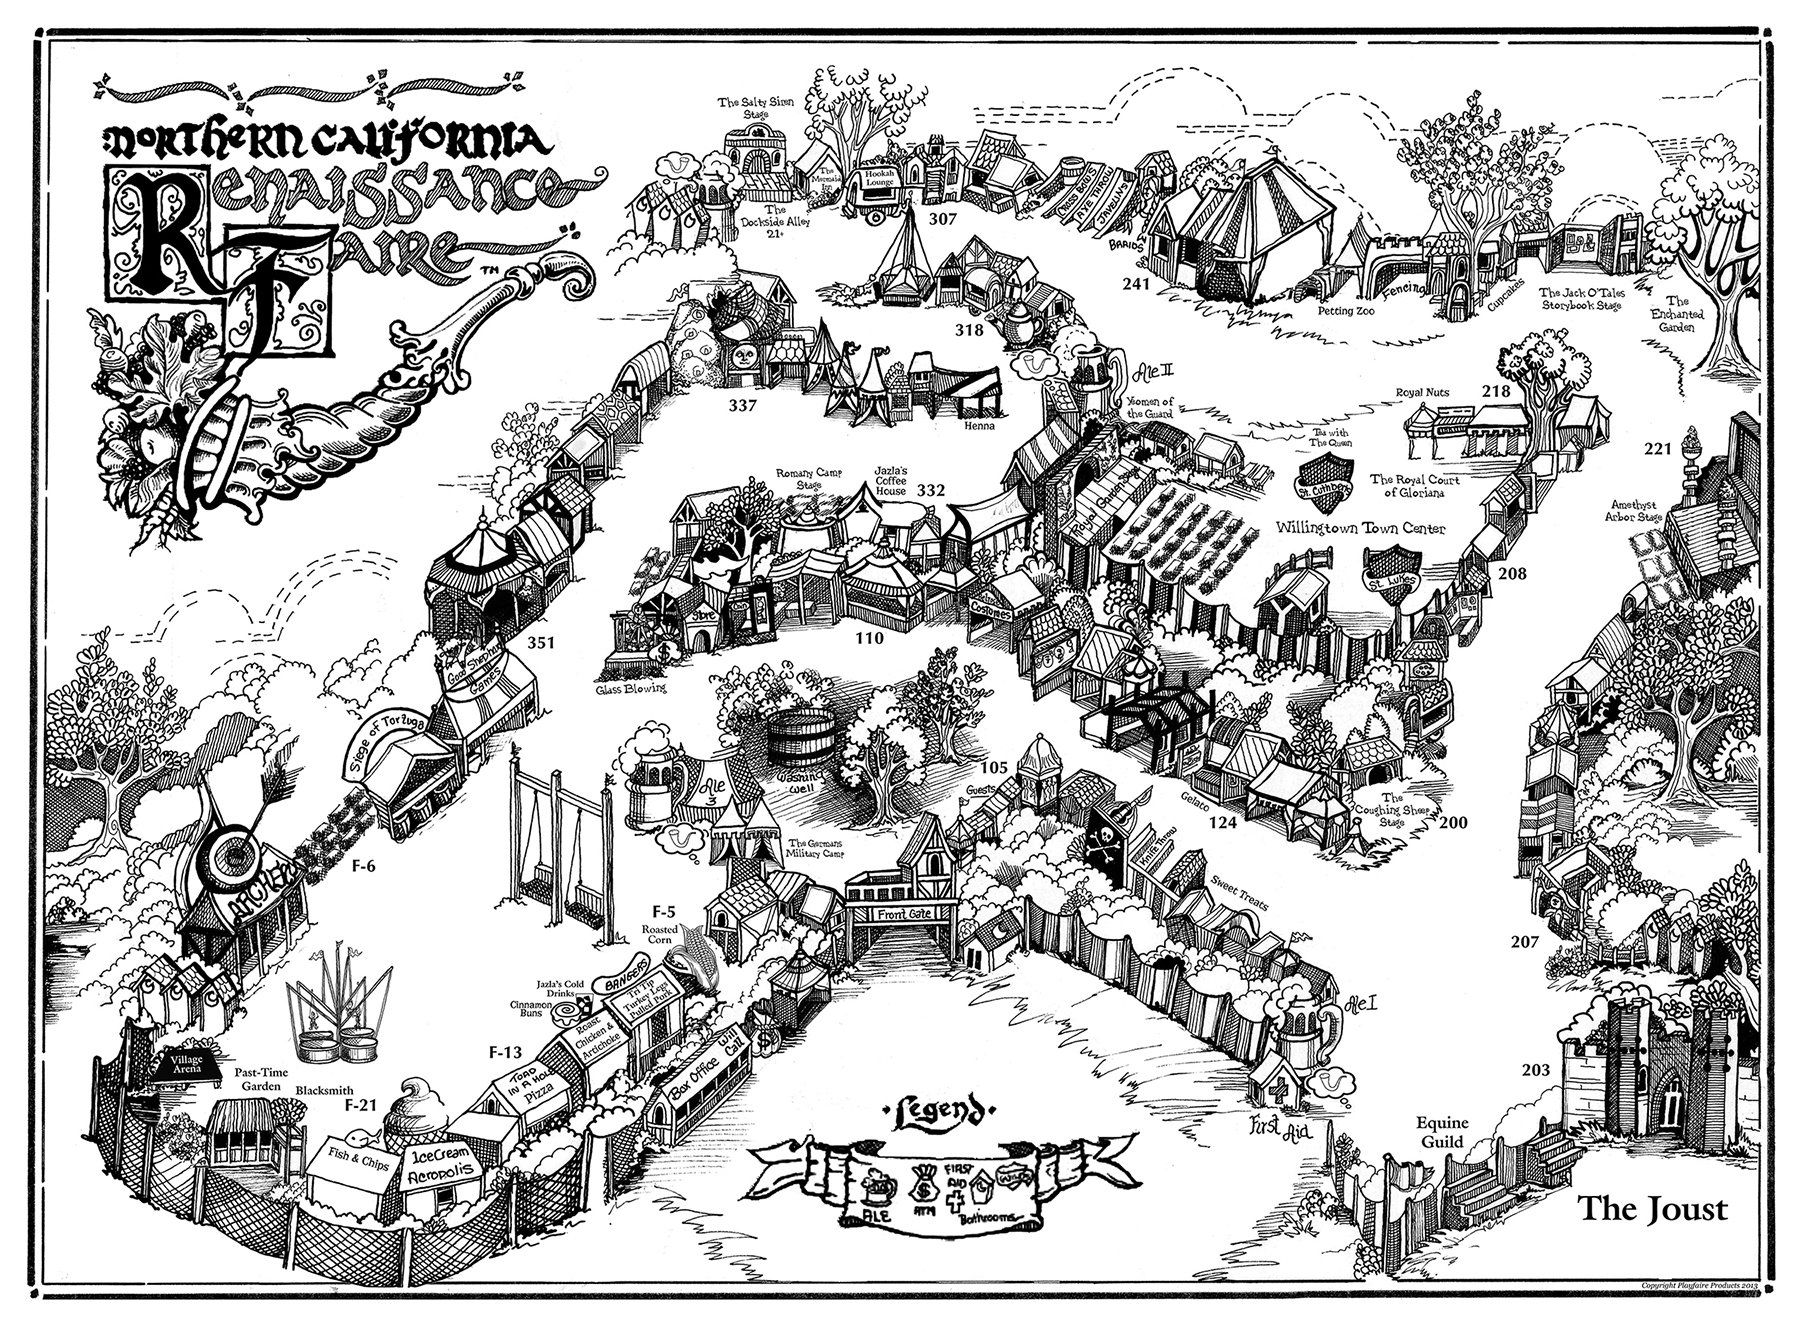 Northern California
Renaissance
Faire
TM
The Salty Siren
Stage
The
Mermaid
Inn
Hookah
Lounge
The
Dockside Alley
21+
307
Cross Bows
Axe Throw
Javelins
Braids
241
Petting Zoo
Fencing
Cupcakes
The Jack O'Tales
Storybook Stage
The
Enchanted
Garden
318
337
Henna
Ale II
Yeomen of
the Guard
Royal Nuts
218
221
Tea with
The Queen
St. Cuthbert
The Royal Court
of Gloriana
Willingtown Town Center
St. Lukes
208
Amethyst
Arbor Stage
Romany Camp
Stage
Jazla's
Coffee
House
332
Royal Garden Stage
Costumes
Store
$
110
Glass Blowing
351
Games
Siege of Tortuga
F-6
Archery
Ale
3
Washing
Well
The Germans
Military Camp
105
Guests
Front Gate
Knife Throw
Sweet Treats
Gelato
124
The
Coughing Sheep
Stage
200
207
Ale I
First Aid
203
Equine
Guild
The Joust
F-5
Roasted
Corn
Bangers
Tri Tip
Turkey Legs
Pulled Pork
Jazla's Cold
Drinks
Cinnamon
Buns
Roast
Chicken &
Artichoke
F-13
Toad
in a Hole
Pizza
Box Office
Will
Call
$
Village
Arena
Past-Time
Garden
Blacksmith
F-21
Fish & Chips
IceCream
Acropolis
Legend
Ale
$
ATM
First
Aid
Bathrooms
Copyright Playfaire Products 2013